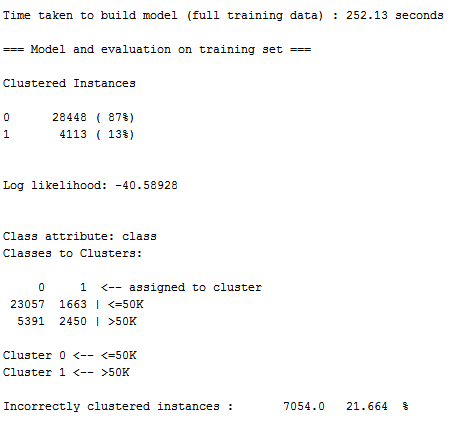 Time taken to build model (full training data) : 252.13 seconds
=== Model and evaluation on training set ===
Clustered Instances
0      28448 ( 87%)
1       4113 ( 13%)
Log likelihood: -40.58928
Class attribute: class
Classes to Clusters:
     0     1  <-- assigned to cluster
 23057  1663 | <=50K
  5391  2450 | >50K
Cluster 0 <-- <=50K
Cluster 1 <-- >50K
Incorrectly clustered instances :       7054.0   21.664  %